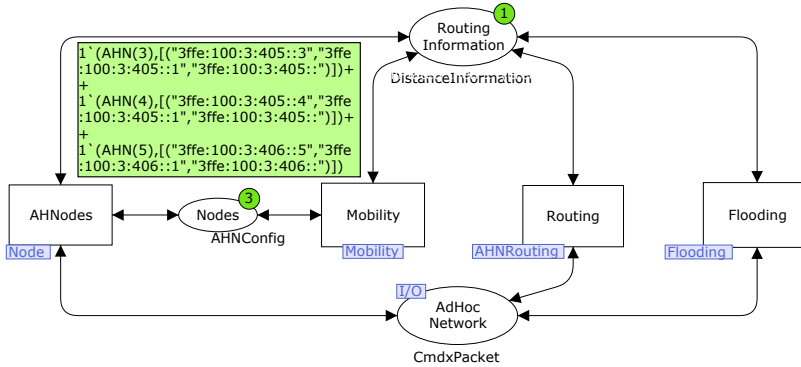 1
Routing
Information
DistanceInformation
1`(AHN(3),[("3ffe:100:3:405::3","3ffe
:100:3:405::1","3ffe:100:3:405::")])+
+
1`(AHN(4),[("3ffe:100:3:405::4","3ffe
:100:3:405::1","3ffe:100:3:405::")])+
+
1`(AHN(5),[("3ffe:100:3:406::5","3ffe
:100:3:406::1","3ffe:100:3:406::")])
AHNodes
Node
3
Nodes
AHNConfig
Mobility
Mobility
Routing
AHNRouting
Flooding
Flooding
I/O
AdHoc
Network
CmdxPacket